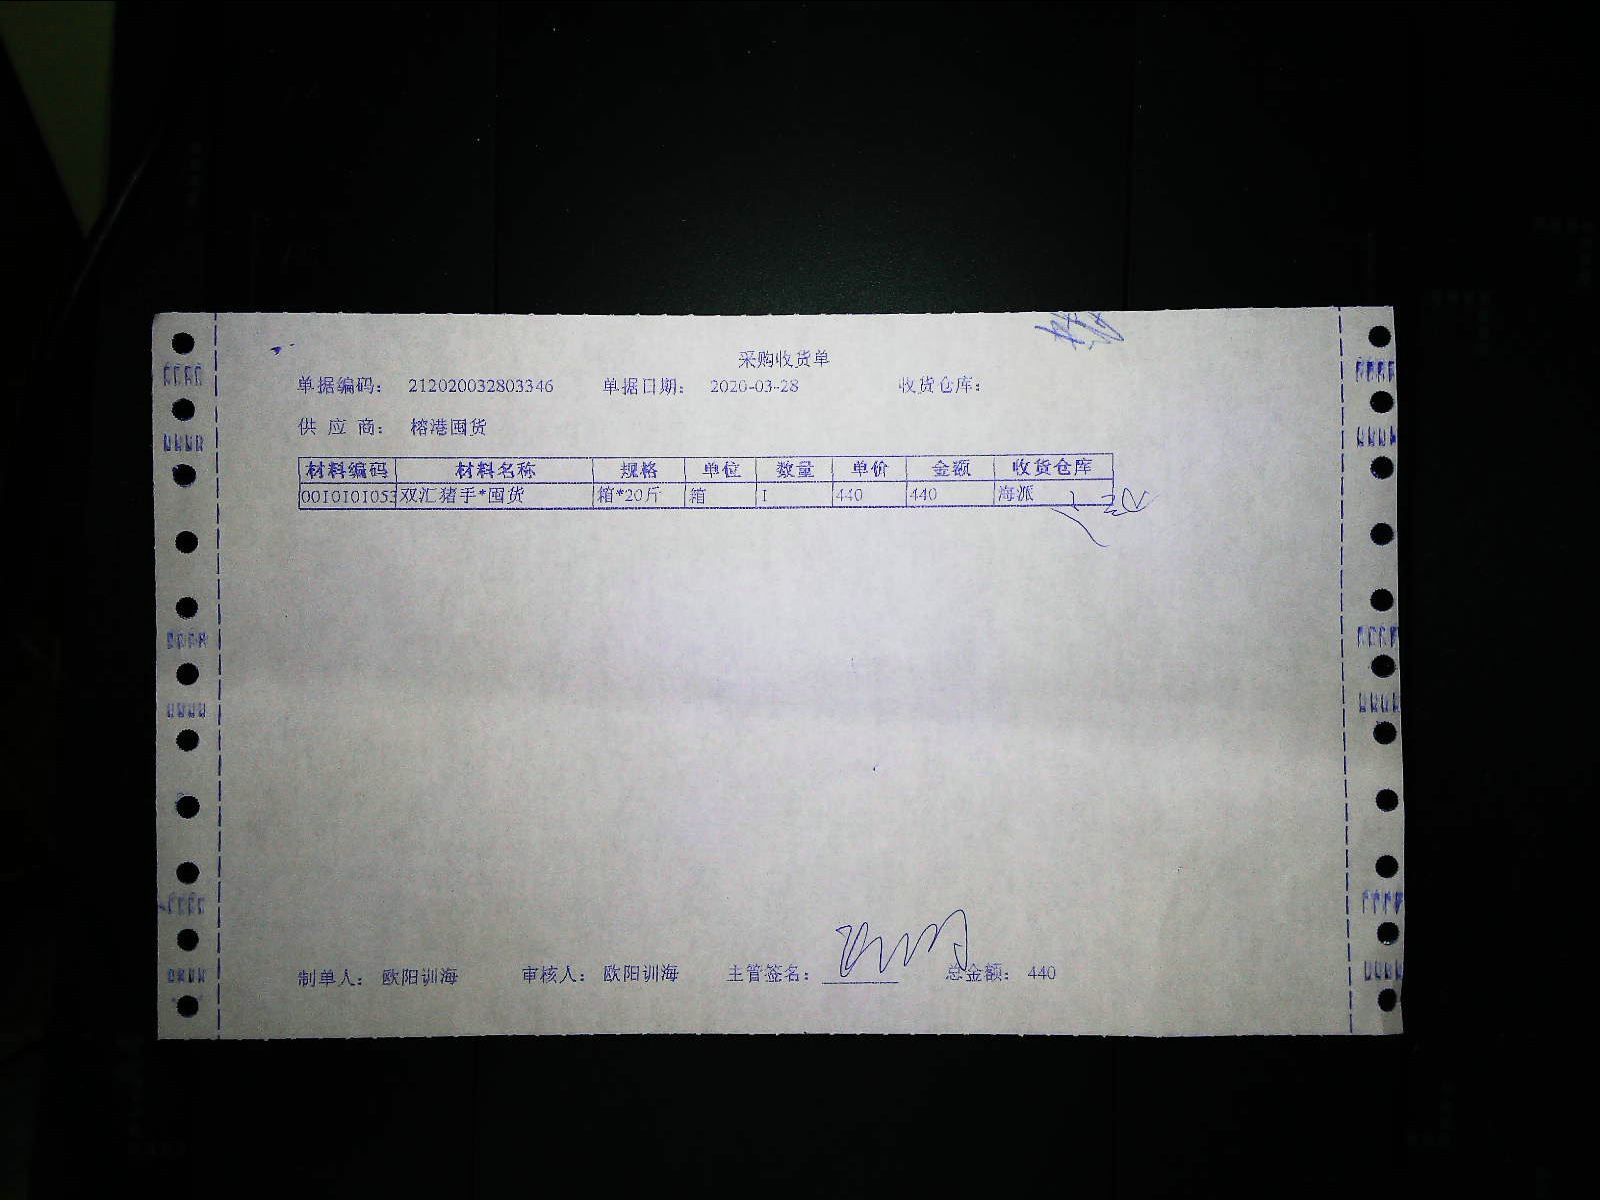 采购收货单
单据编码： 212020032803346 单据日期： 2020-03-28 收货仓库：
供 应 商： 榕港囤货
材料编码 材料名称 规格 单位 数量 单价 金额 收货仓库
0010101055 双汇猪手*囤货 箱*20斤 箱 1 440 440 海派
制单人： 欧阳训海 审核人： 欧阳训海 主管签名： 总金额： 440